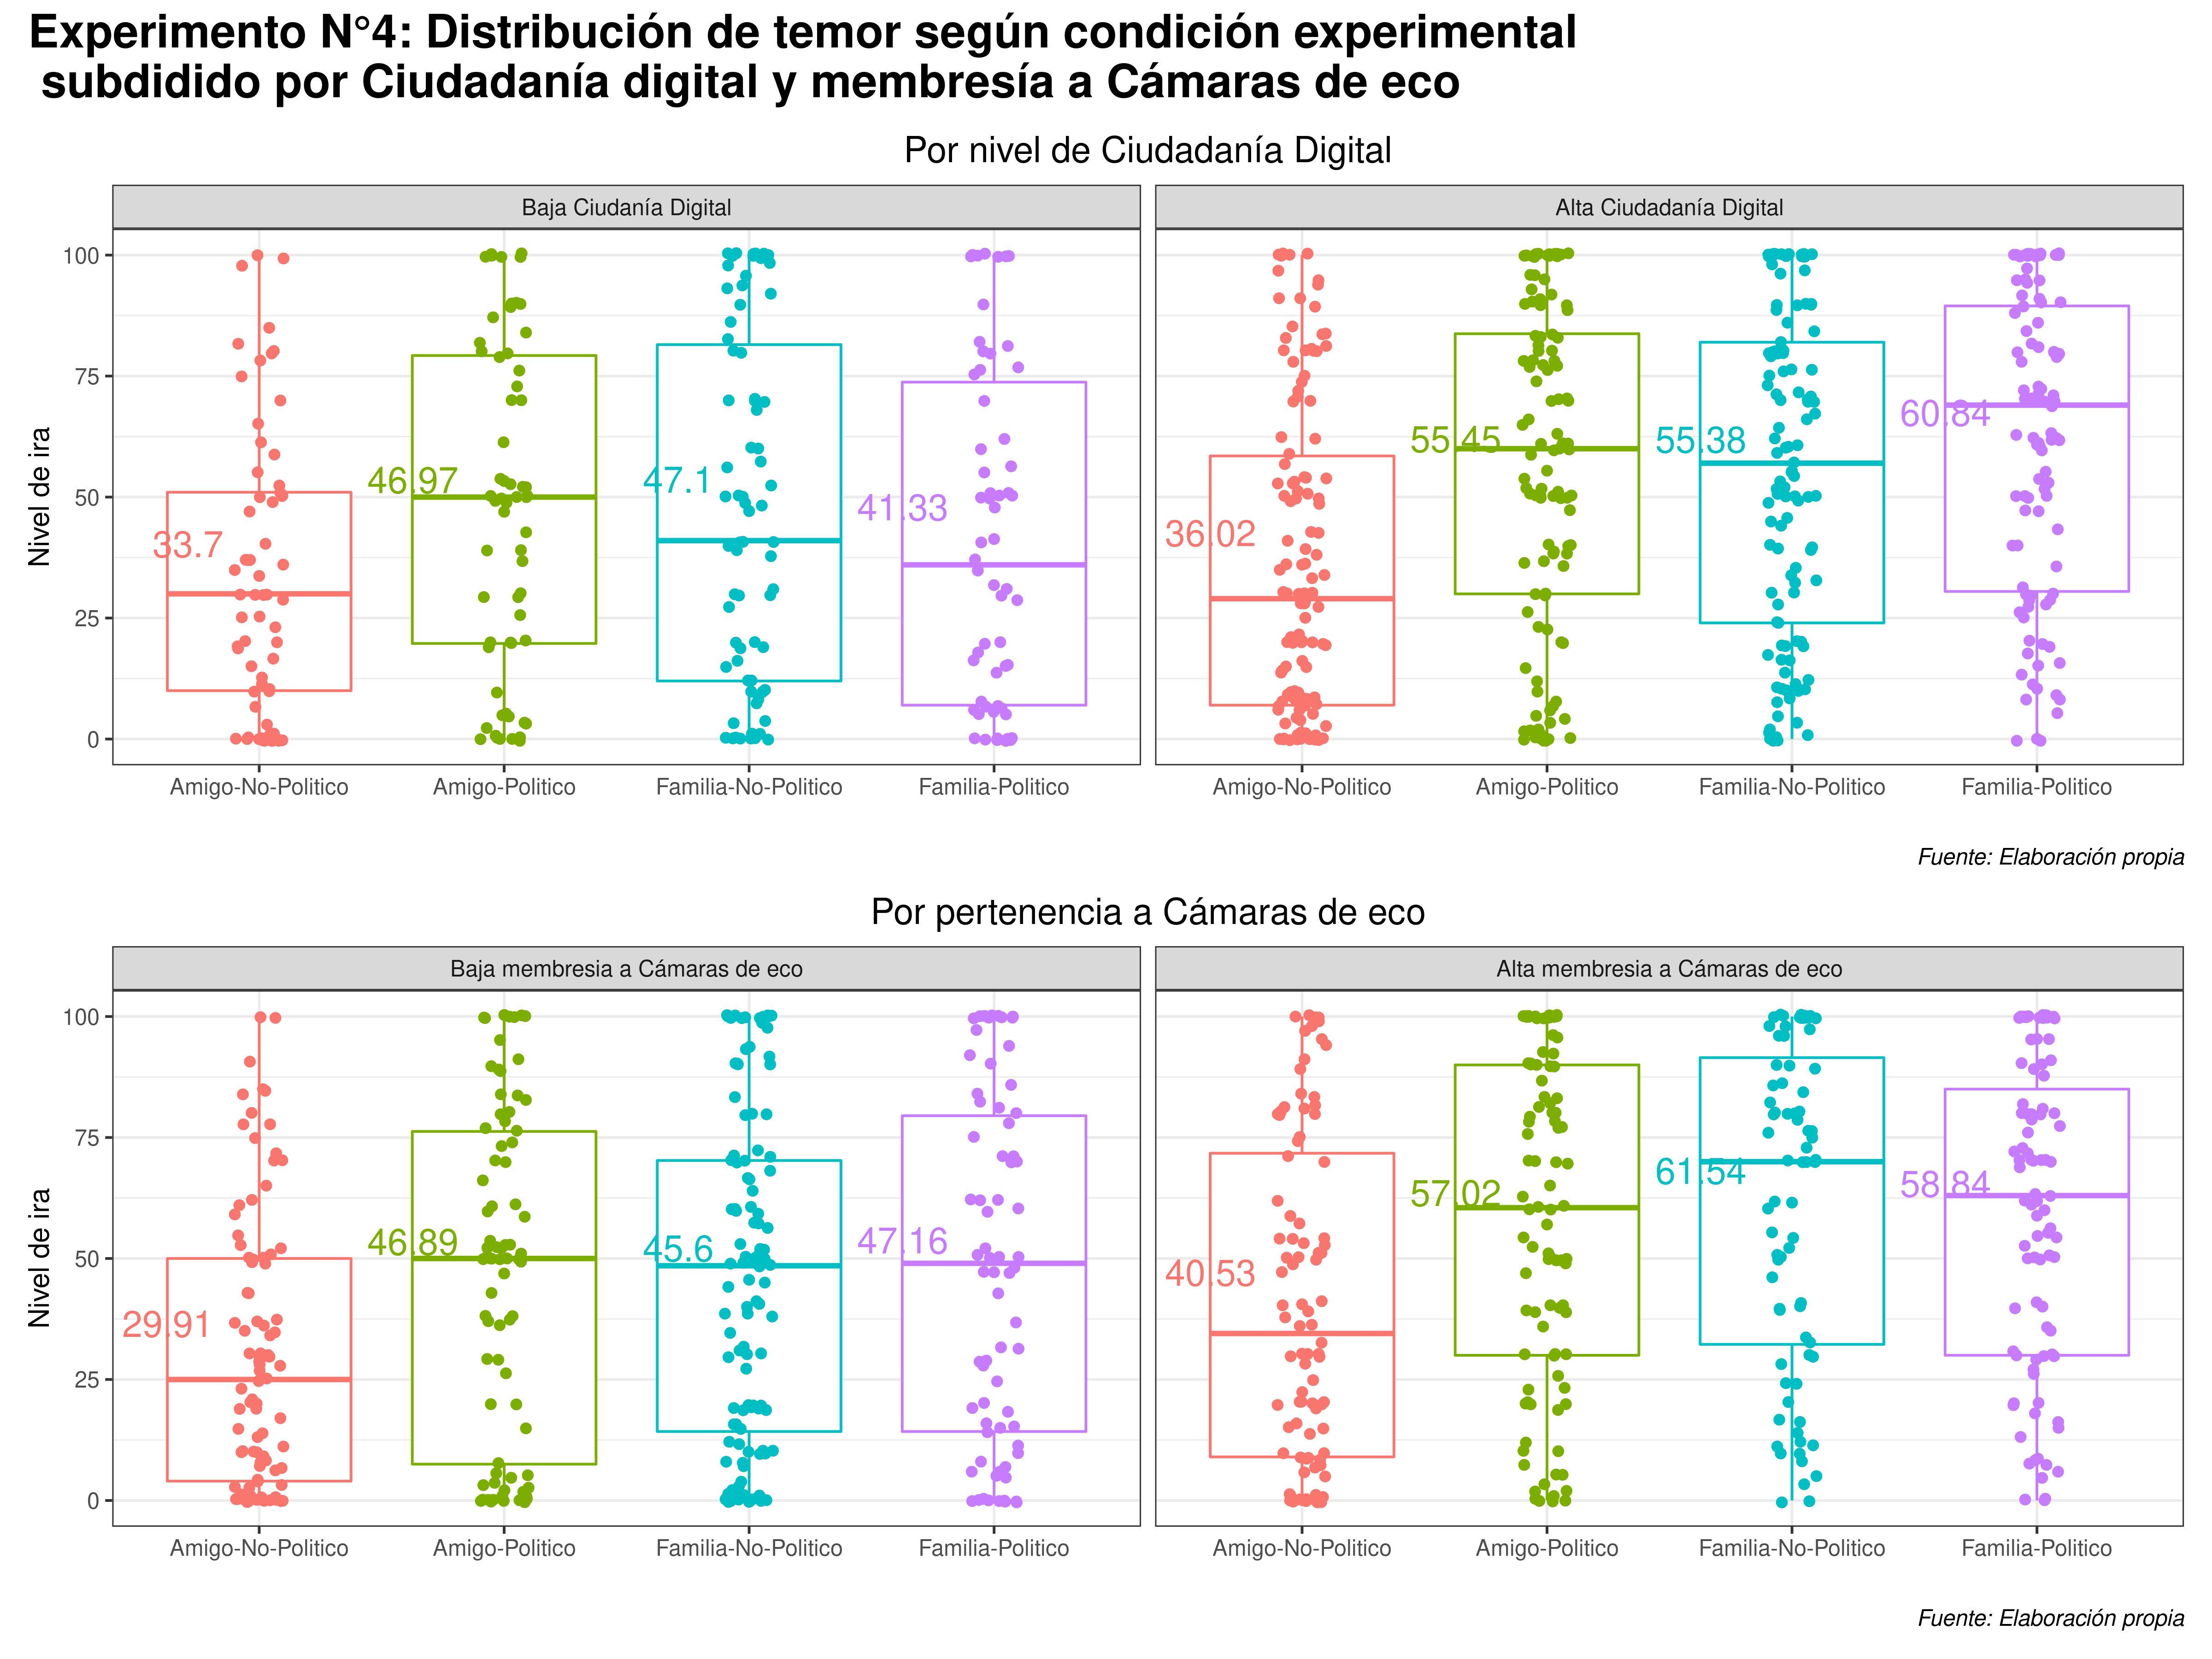 Experimento N°4: Distribución de temor según condición experimental
subdidido por Ciudadanía digital y membresía a Cámaras de eco
Por nivel de Ciudadanía Digital
Baja Ciudanía Digital
Alta Ciudadanía Digital
Nivel de ira
100
75
50
25
0
33.7
46.97
47.1
41.33
36.02
55.45
55.38
60.84
Amigo-No-Politico
Amigo-Politico
Familia-No-Politico
Familia-Politico
Amigo-No-Politico
Amigo-Politico
Familia-No-Politico
Familia-Politico
Fuente: Elaboración propia
Por pertenencia a Cámaras de eco
Baja membresia a Cámaras de eco
Alta membresia a Cámaras de eco
Nivel de ira
100
75
50
25
0
29.91
46.89
45.6
47.16
40.53
57.02
61.54
58.84
Amigo-No-Politico
Amigo-Politico
Familia-No-Politico
Familia-Politico
Amigo-No-Politico
Amigo-Politico
Familia-No-Politico
Familia-Politico
Fuente: Elaboración propia